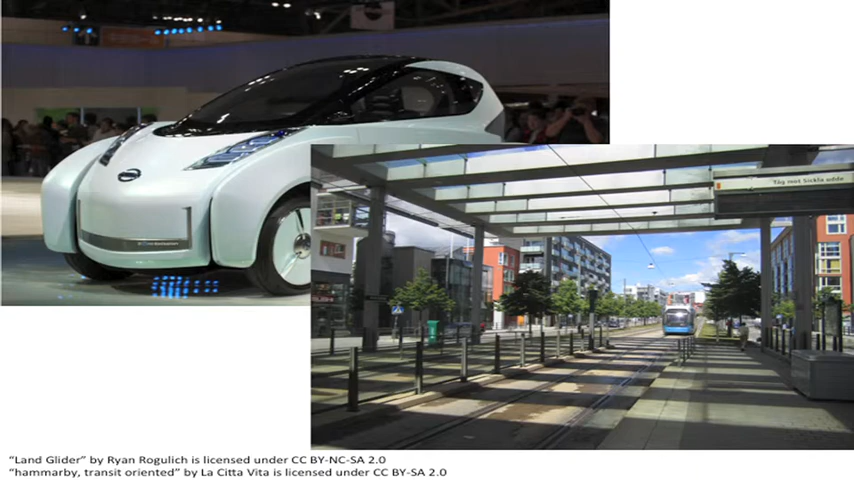 Tåg mot Sickla udde
"Land Glider" by Ryan Rogulich is licensed under CC BY-NC-SA 2.0
"hammarby, transit oriented" by La Citta Vita is licensed under CC BY-SA 2.0